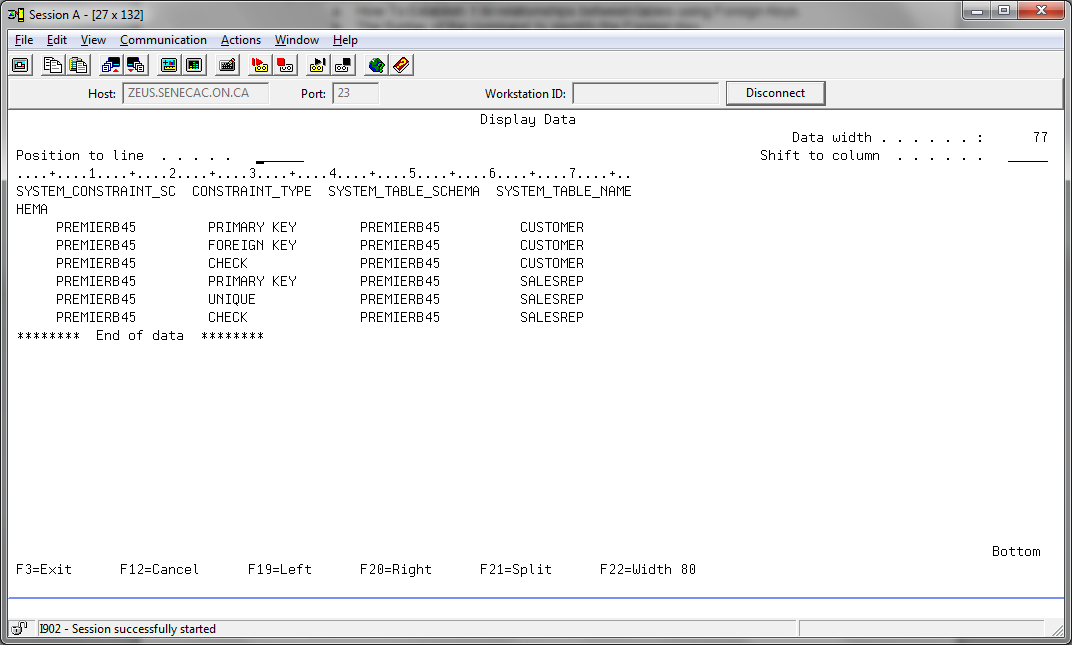 Session A - [27 x 132]
File Edit View Communication Actions Window Help
Host: ZEUS.SENECAC.ON.CA Port: 23 Workstation ID: Disconnect
Display Data
Data width . . . . . . : 77
Position to line . . . . . Shift to column . . . . . .
....+....1....+....2....+....3....+....4....+....5....+....6....+....7....+..
SYSTEM_CONSTRAINT_SC CONSTRAINT_TYPE SYSTEM_TABLE_SCHEMA SYSTEM_TABLE_NAME
HEMA
PREMIERB45 PRIMARY KEY PREMIERB45 CUSTOMER
PREMIERB45 FOREIGN KEY PREMIERB45 CUSTOMER
PREMIERB45 CHECK PREMIERB45 CUSTOMER
PREMIERB45 PRIMARY KEY PREMIERB45 SALESREP
PREMIERB45 UNIQUE PREMIERB45 SALESREP
PREMIERB45 CHECK PREMIERB45 SALESREP
******** End of data ********
Bottom
F3=Exit F12=Cancel F19=Left F20=Right F21=Split F22=Width 80
I902 - Session successfully started